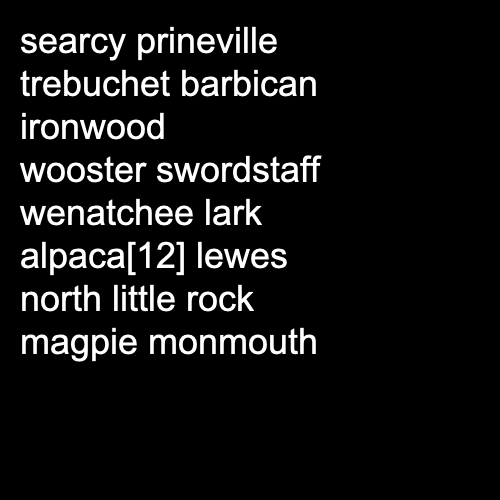 searcy prineville
trebuchet barbican
ironwood
wooster swordstaff
wenatchee lark
alpaca[12] lewes
north little rock
magpie monmouth